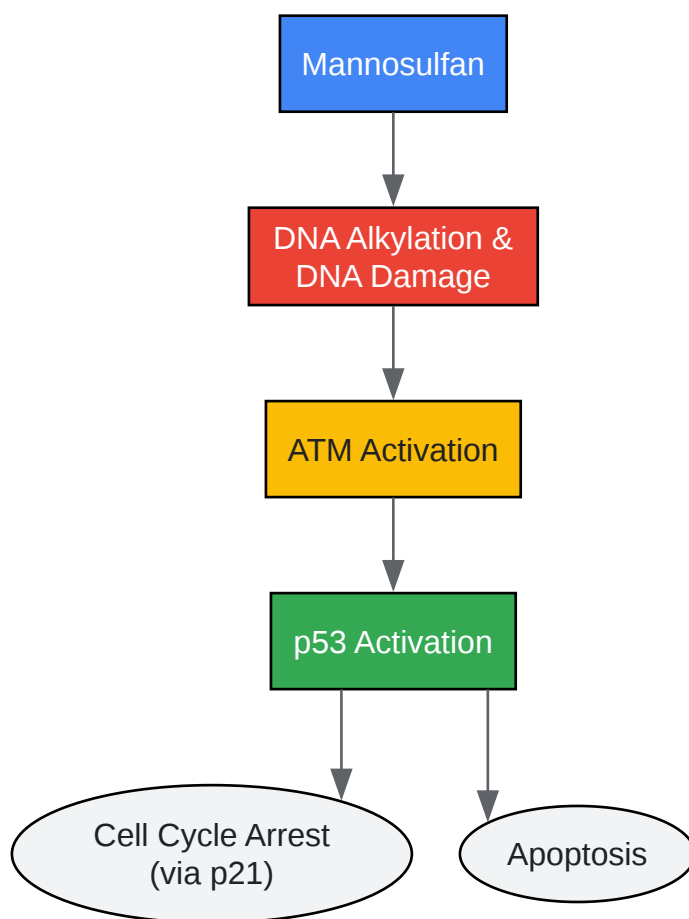 Mannosulfan
DNA Alkylation &
DNA Damage
ATM Activation
p53 Activation
Cell Cycle Arrest
(via p21)
Apoptosis